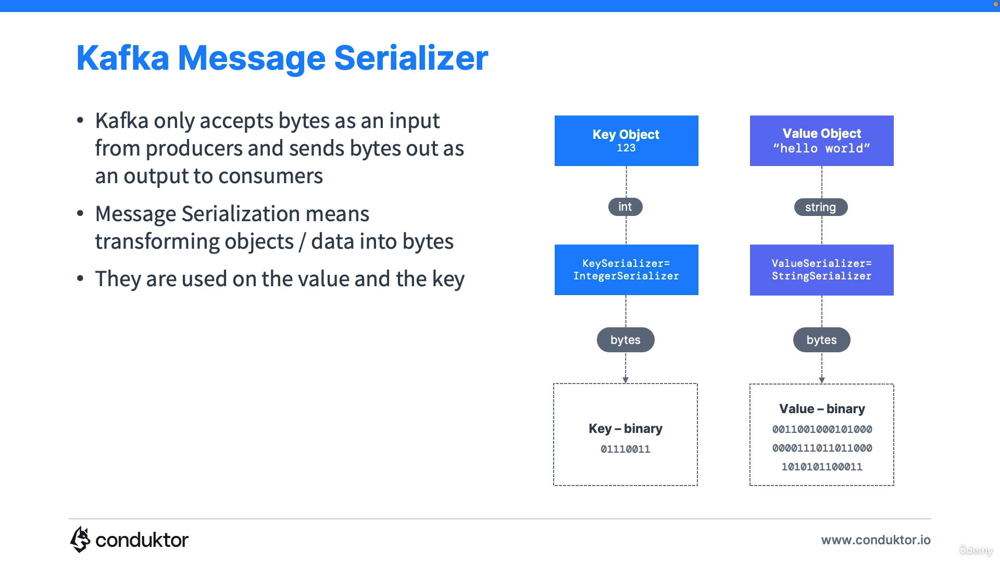 Kafka Message Serializer
• Kafka only accepts bytes as an input
from producers and sends bytes out as
an output to consumers
• Message Serialization means
transforming objects / data into bytes
• They are used on the value and the key
Key Object
123
int
KeySerializer=
IntegerSerializer
bytes
Key – binary
01110011
Value Object
“hello world”
string
ValueSerializer=
StringSerializer
bytes
Value – binary
0011001000101000
0000111011011000
1010101100011
conduktor
www.conduktor.io
ûdemy